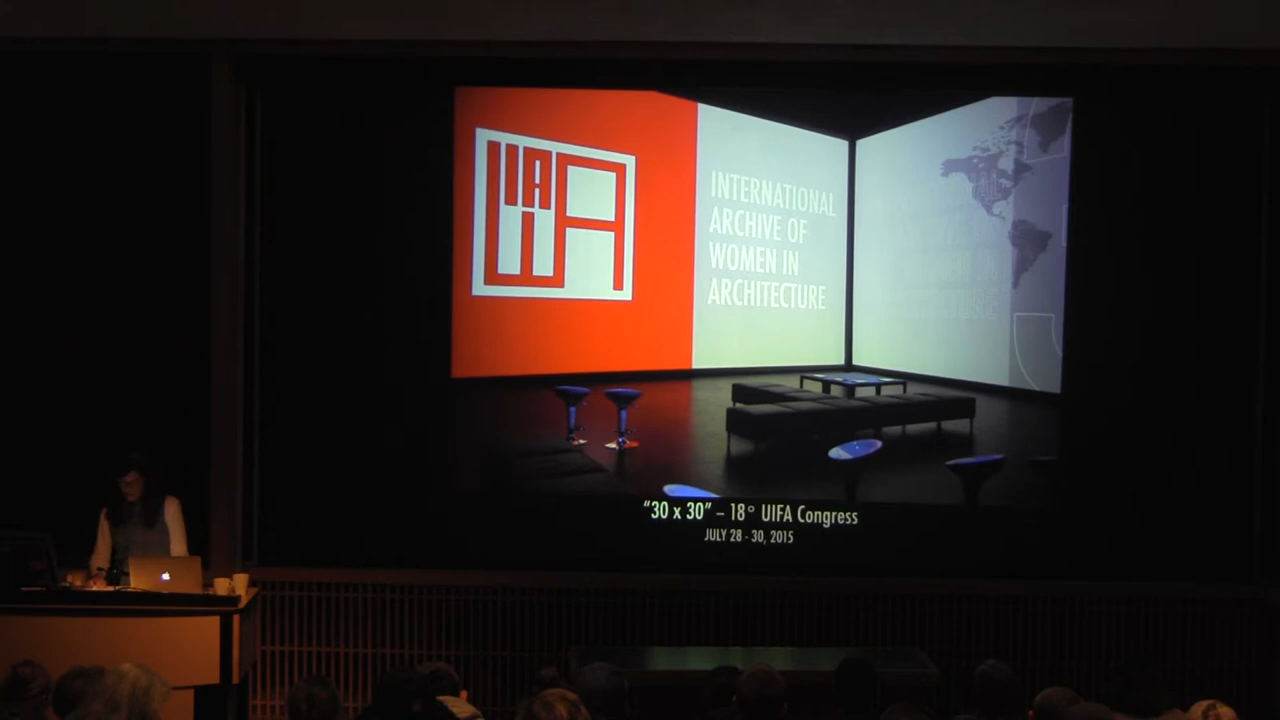 IAWA
INTERNATIONAL
ARCHIVE OF
WOMEN IN
ARCHITECTURE
"30 x 30" – 18° UIFA Congress
JULY 28 - 30, 2015